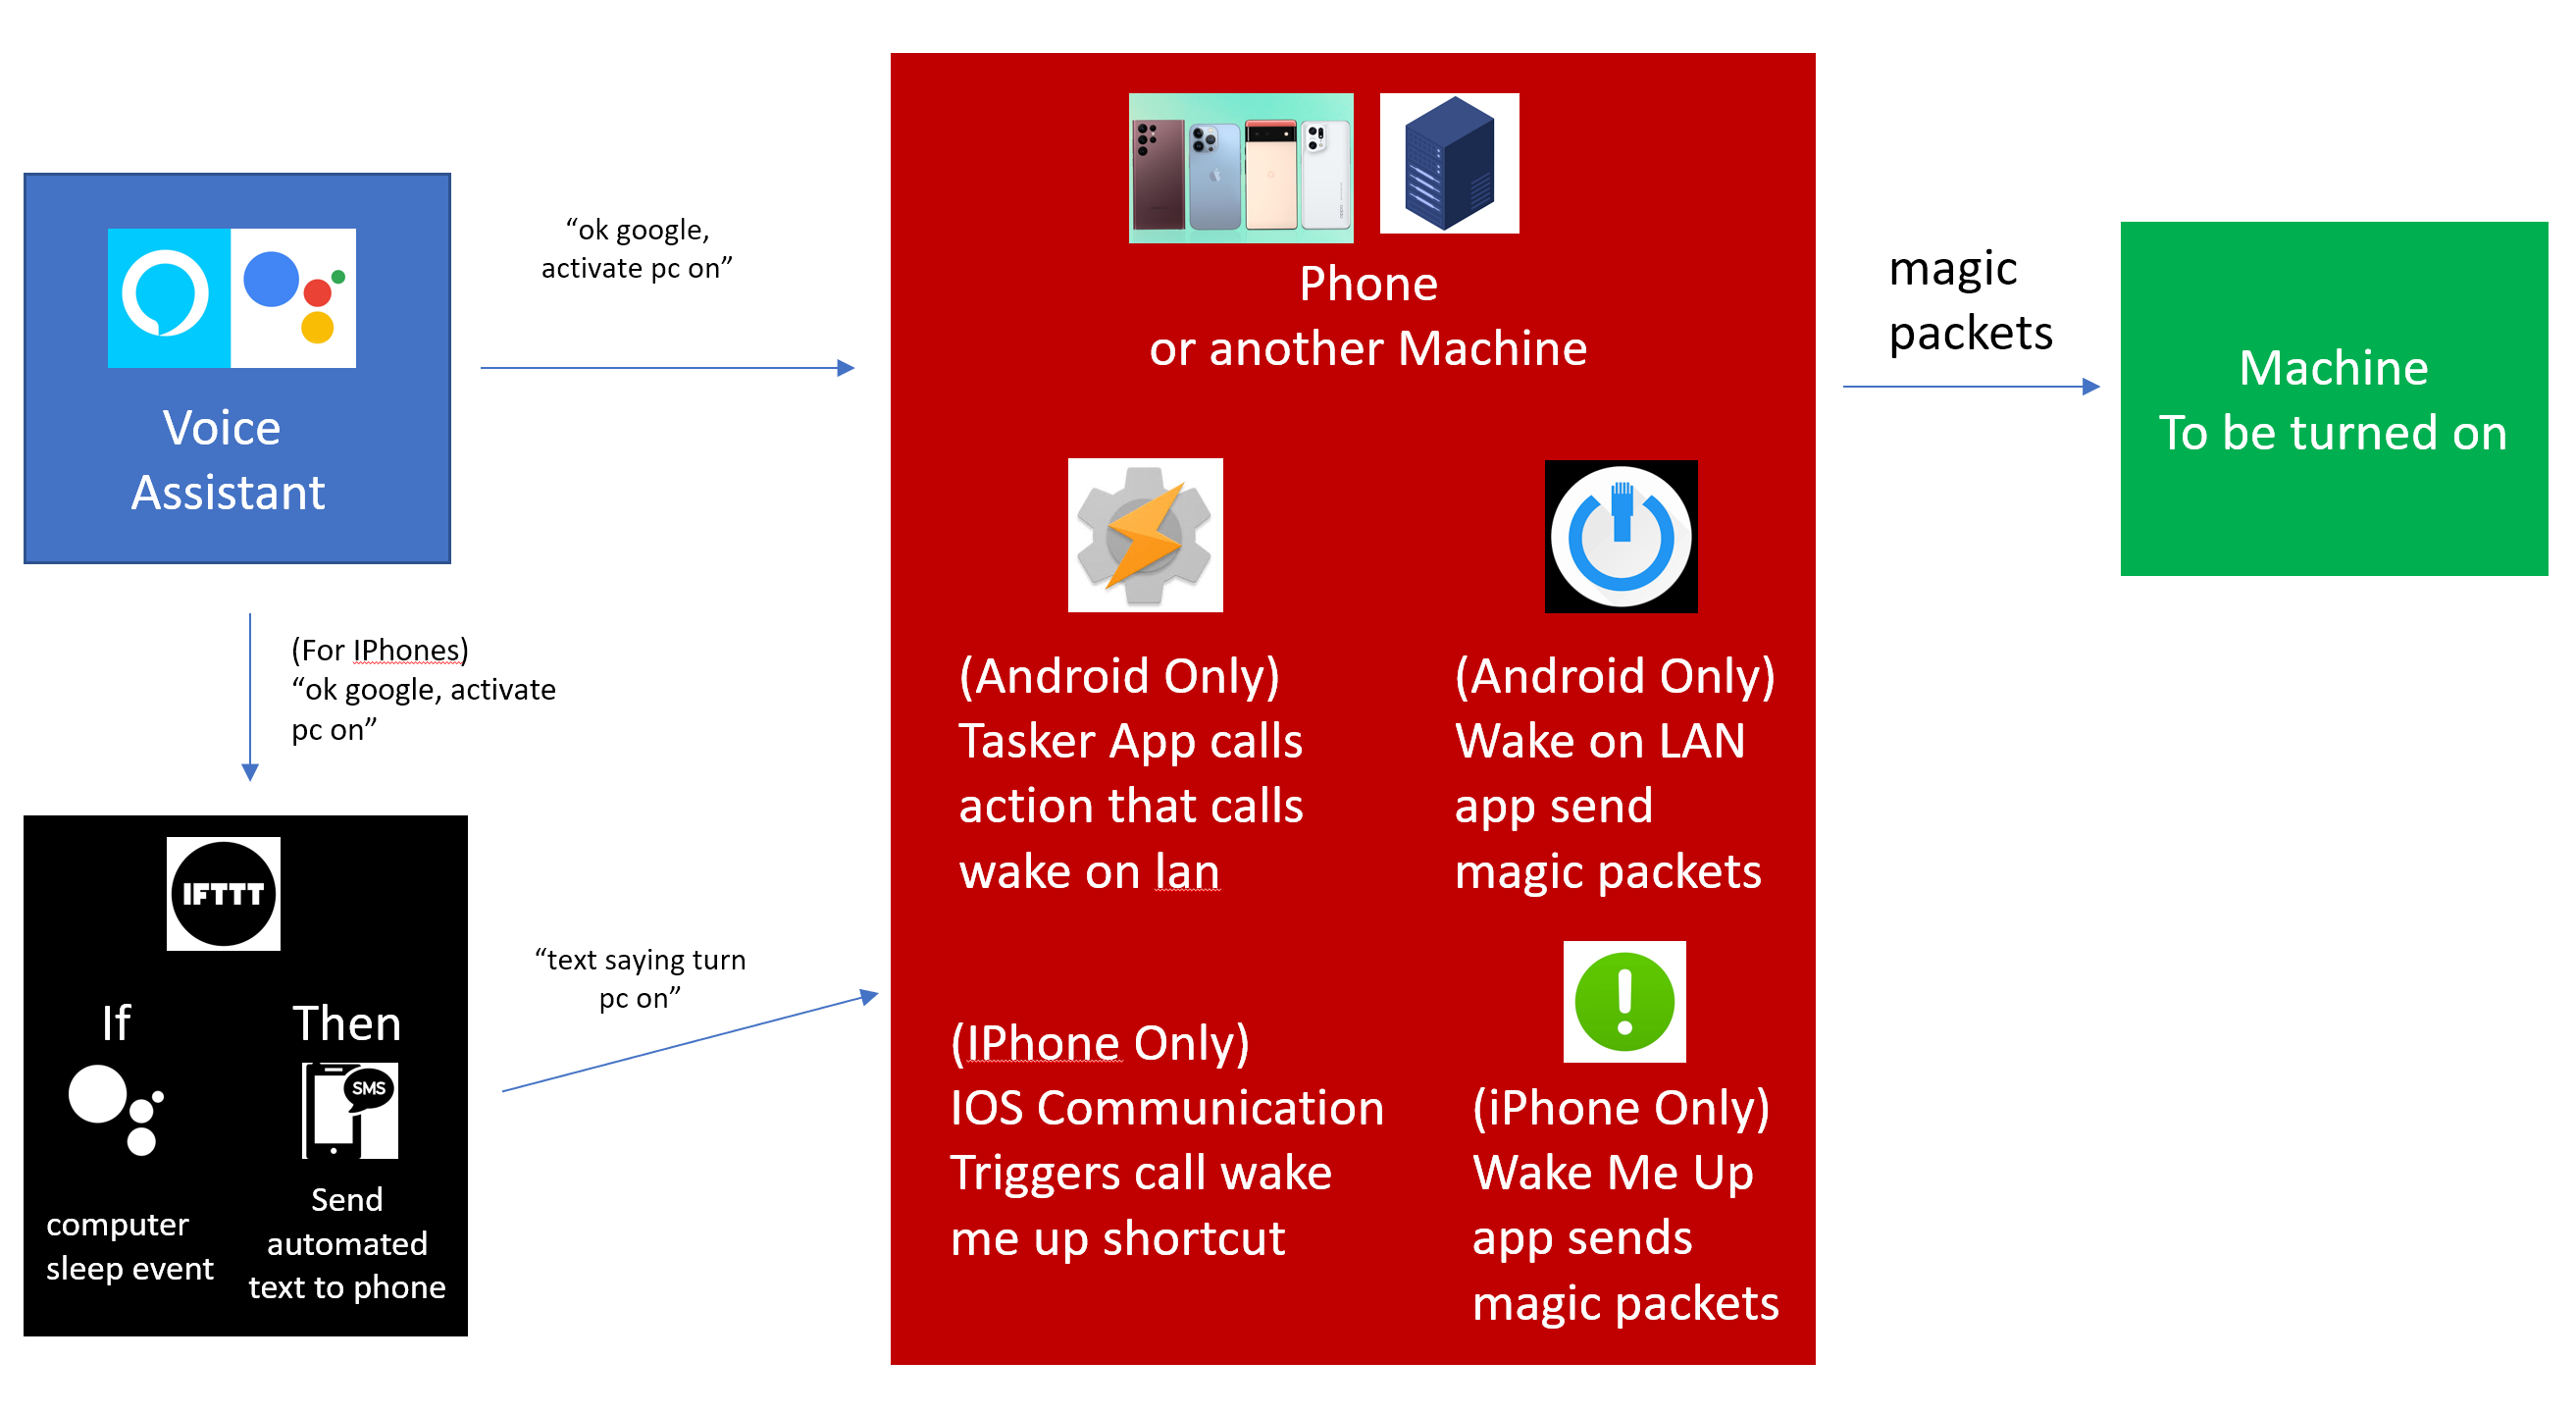 Voice
Assistant
“ok google,
activate pc on”
(For IPhones)
“ok google, activate
pc on”
IFTTT
If
Then
SMS
computer
sleep event
Send
automated
text to phone
“text saying turn
pc on”
Phone
or another Machine
(Android Only)
Tasker App calls
action that calls
wake on lan
(Android Only)
Wake on LAN
app send
magic packets
(IPhone Only)
IOS Communication
Triggers call wake
me up shortcut
(iPhone Only)
Wake Me Up
app sends
magic packets
magic
packets
Machine
To be turned on